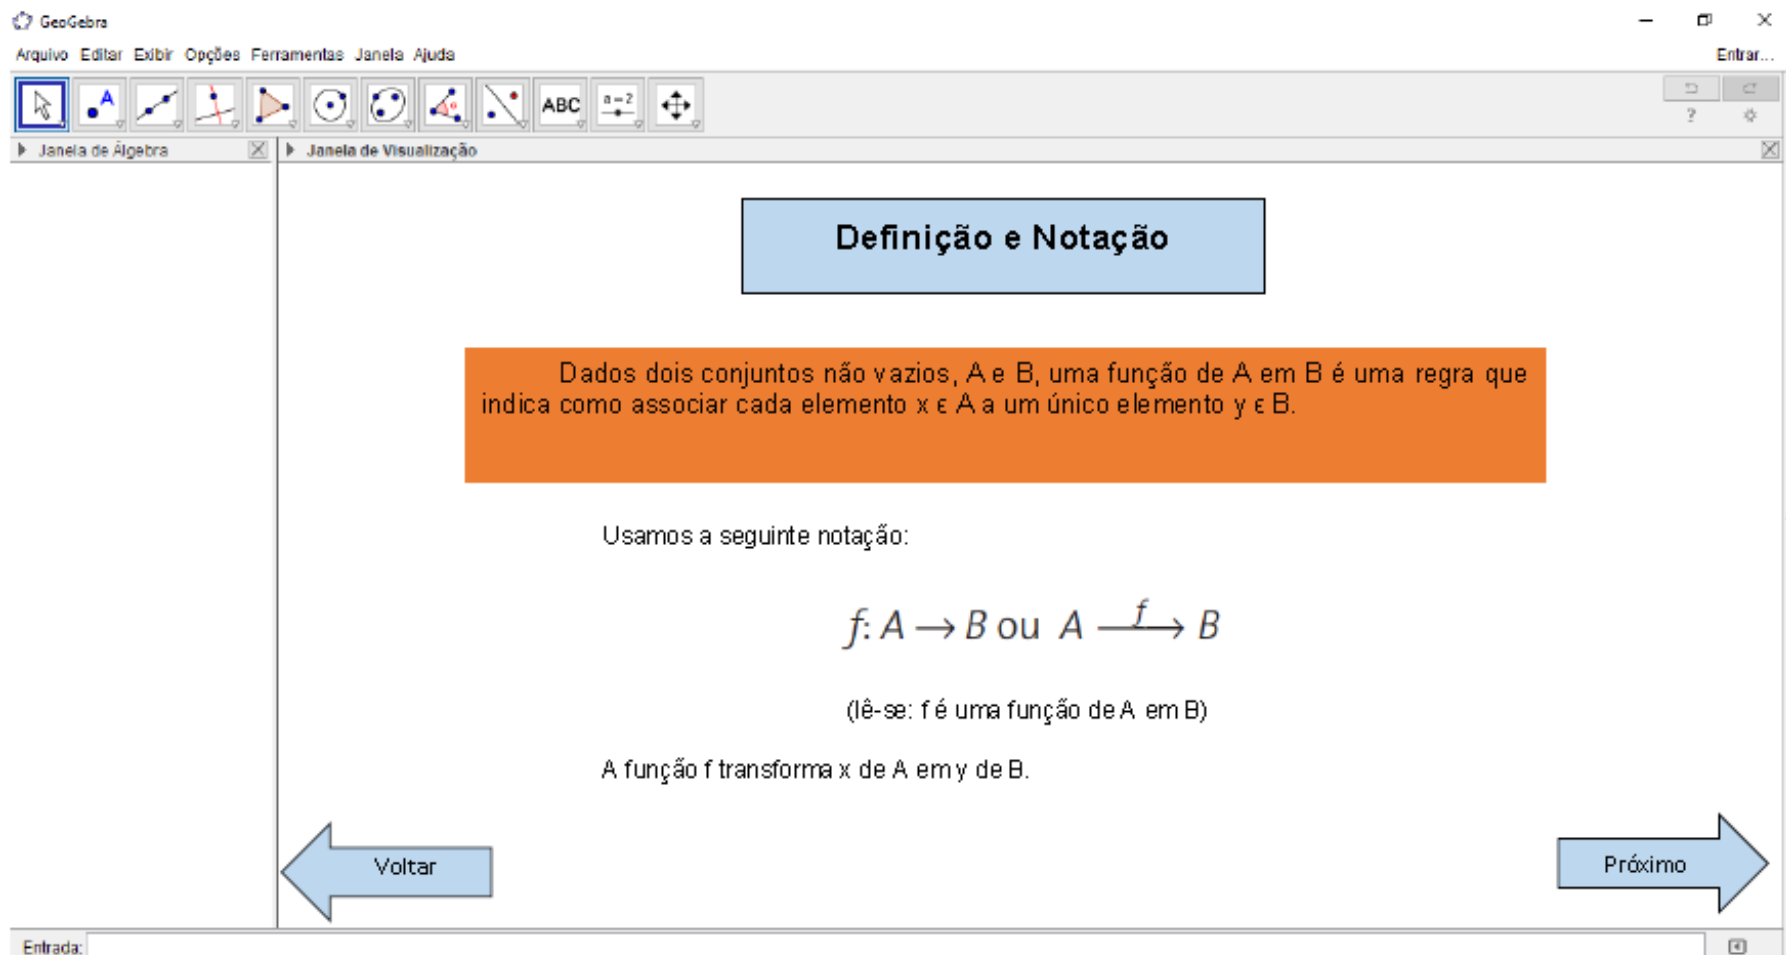 GeoGebra
Arquivo Editar Exibir Opções Ferramentas Janela Ajuda
Entrar...
A
ABC
a=2
?
Janela de Álgebra
Janela de Visualização
Definição e Notação
Dados dois conjuntos não vazios, A e B, uma função de A em B é uma regra que
indica como associar cada elemento x ε A a um único elemento y ε B.
Usamos a seguinte notação:
f: A → B ou A —f→ B
(lê-se: f é uma função de A em B)
A função f transforma x de A em y de B.
Voltar
Próximo
Entrada: